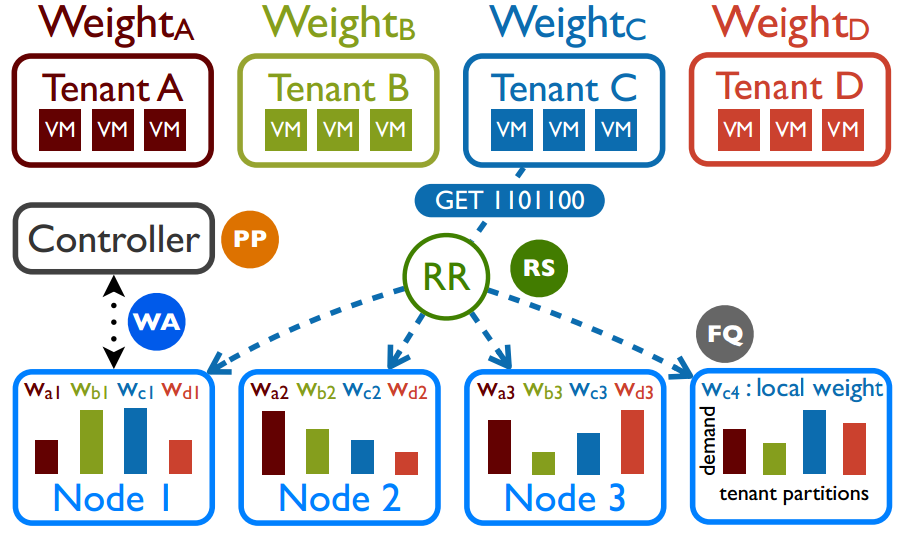 WeightA WeightB WeightC WeightD
Tenant A Tenant B Tenant C Tenant D
VM VM VM VM VM VM VM VM VM VM VM VM
GET 1101100
Controller PP RR RS
WA FQ
wa1 wb1 wc1 wd1
wa2 wb2 wc2 wd2
wa3 wb3 wc3 wd3
wc4 : local weight
demand
tenant partitions
Node 1 Node 2 Node 3